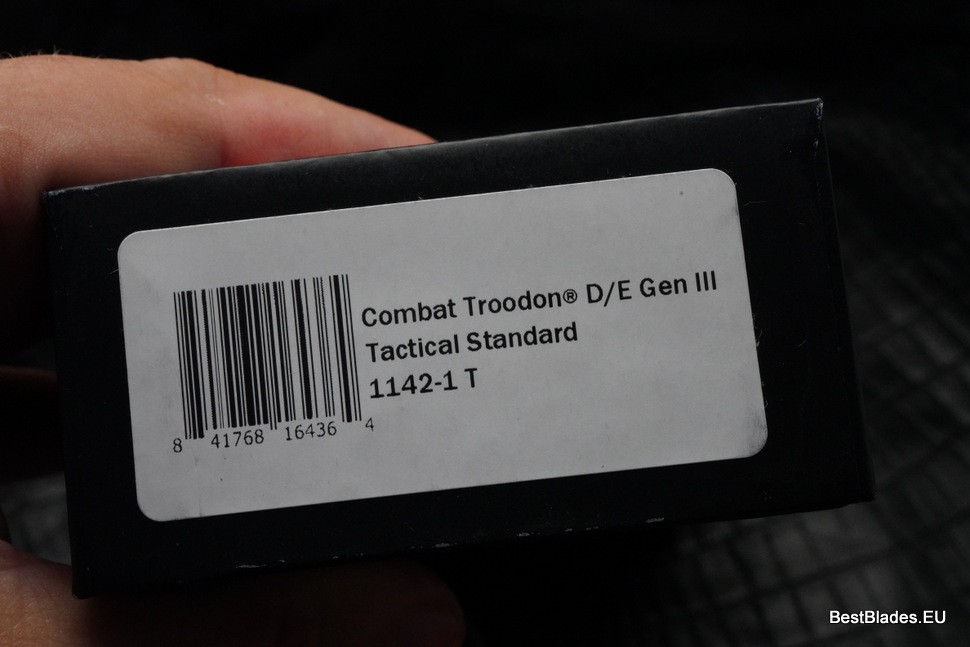 Combat Troodon® D/E Gen III
Tactical Standard
1142-1 T
8 41768 16436 4
BestBlades.EU